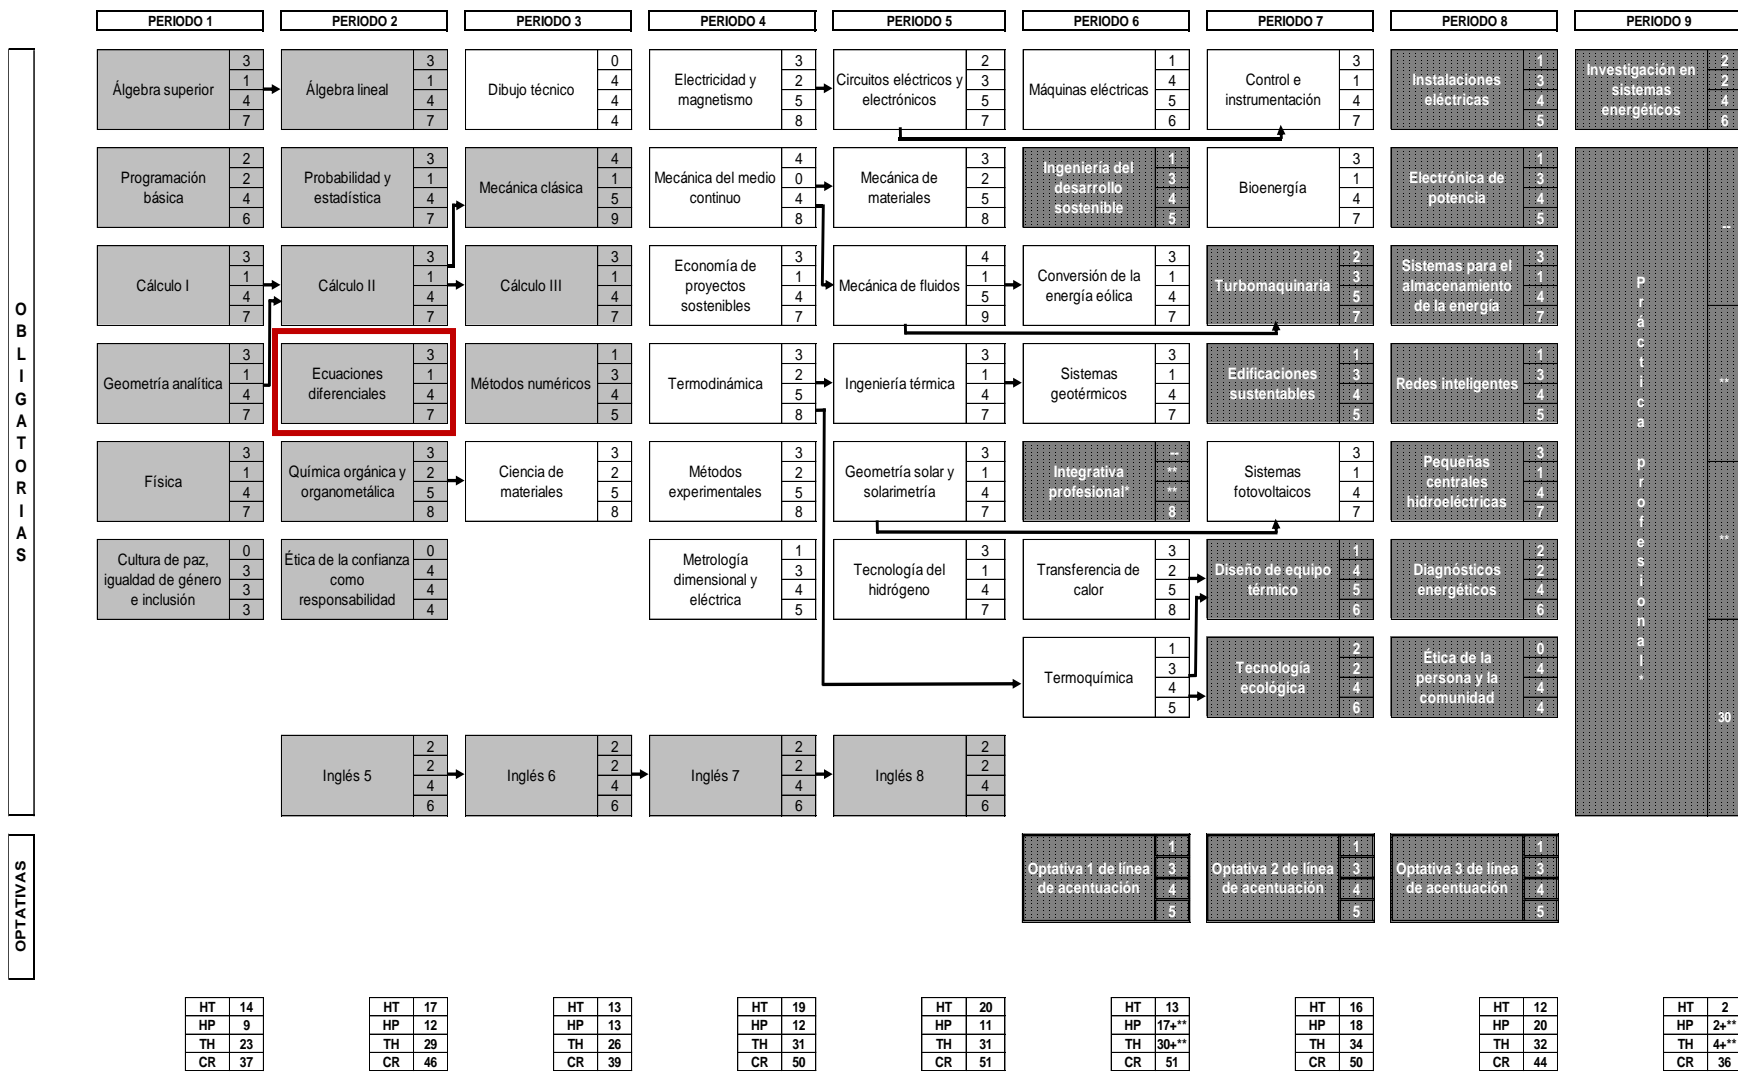 PERIODO 1
PERIODO 2
PERIODO 3
PERIODO 4
PERIODO 5
PERIODO 6
PERIODO 7
PERIODO 8
PERIODO 9
OBLIGATORIAS
Álgebra superior
3
1
4
7
Álgebra lineal
3
1
4
7
Dibujo técnico
0
4
4
4
Electricidad y
magnetismo
3
2
5
8
Circuitos eléctricos y
electrónicos
2
3
5
7
Máquinas eléctricas
1
4
5
6
Control e
instrumentación
3
1
4
7
Instalaciones
eléctricas
1
3
4
5
Investigación en
sistemas
energéticos
2
2
4
6
Programación
básica
2
2
4
6
Probabilidad y
estadística
3
1
4
7
Mecánica clásica
4
1
5
9
Mecánica del medio
continuo
4
0
4
8
Mecánica de
materiales
3
2
5
8
Ingeniería del
desarrollo
sostenible
1
3
4
5
Bioenergía
3
1
4
7
Electrónica de
potencia
1
3
4
5
Práctica profesional*
--
**
**
30
Cálculo I
3
1
4
7
Cálculo II
3
1
4
7
Cálculo III
3
1
4
7
Economía de
proyectos
sostenibles
3
1
4
7
Mecánica de fluidos
4
1
5
9
Conversión de la
energía eólica
3
1
4
7
Turbomaquinaria
2
3
5
7
Sistemas para el
almacenamiento
de la energía
3
1
4
7
Geometría analítica
3
1
4
7
Ecuaciones
diferenciales
3
1
4
7
Métodos numéricos
1
3
4
5
Termodinámica
3
2
5
8
Ingeniería térmica
3
1
4
7
Sistemas
geotérmicos
3
1
4
7
Edificaciones
sustentables
1
3
4
5
Redes inteligentes
1
3
4
5
Física
3
1
4
7
Química orgánica y
organometálica
3
2
5
8
Ciencia de
materiales
3
2
5
8
Métodos
experimentales
3
2
5
8
Geometría solar y
solarimetría
3
1
4
7
Integrativa
profesional*
--
**
**
8
Sistemas
fotovoltaicos
3
1
4
7
Pequeñas
centrales
hidroeléctricas
3
1
4
7
Cultura de paz,
igualdad de género
e inclusión
0
3
3
3
Ética de la confianza
como
responsabilidad
0
4
4
4
Metrología
dimensional y
eléctrica
1
3
4
5
Tecnología del
hidrógeno
3
1
4
7
Transferencia de
calor
3
2
5
8
Diseño de equipo
térmico
1
4
5
6
Diagnósticos
energéticos
2
2
4
6
Termoquímica
1
3
4
5
Tecnología
ecológica
2
2
4
6
Ética de la
persona y la
comunidad
0
4
4
4
Inglés 5
2
2
4
6
Inglés 6
2
2
4
6
Inglés 7
2
2
4
6
Inglés 8
2
2
4
6
OPTATIVAS
Optativa 1 de línea
de acentuación
1
3
4
5
Optativa 2 de línea
de acentuación
1
3
4
5
Optativa 3 de línea
de acentuación
1
3
4
5
HT 14
HP 9
TH 23
CR 37
HT 17
HP 12
TH 29
CR 46
HT 13
HP 13
TH 26
CR 39
HT 19
HP 12
TH 31
CR 50
HT 20
HP 11
TH 31
CR 51
HT 13
HP 17+**
TH 30+**
CR 51
HT 16
HP 18
TH 34
CR 50
HT 12
HP 20
TH 32
CR 44
HT 2
HP 2+**
TH 4+**
CR 36